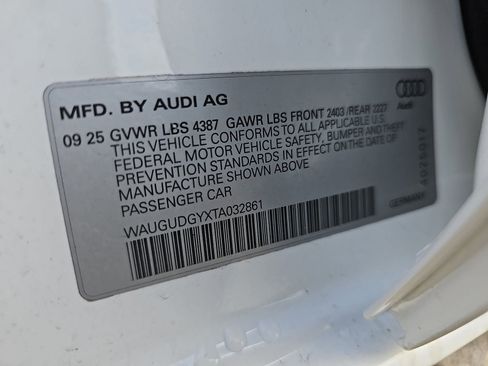 MFD. BY AUDI AG
09 25 GVWR LBS 4387 GAWR LBS FRONT 2403 /REAR 2227
THIS VEHICLE CONFORMS TO ALL APPLICABLE U.S.
FEDERAL MOTOR VEHICLE SAFETY, BUMPER AND THEFT
PREVENTION STANDARDS IN EFFECT ON THE DATE OF
MANUFACTURE SHOWN ABOVE
PASSENGER CAR
WAUGUDGYXTA032861
Audi
GERMANY